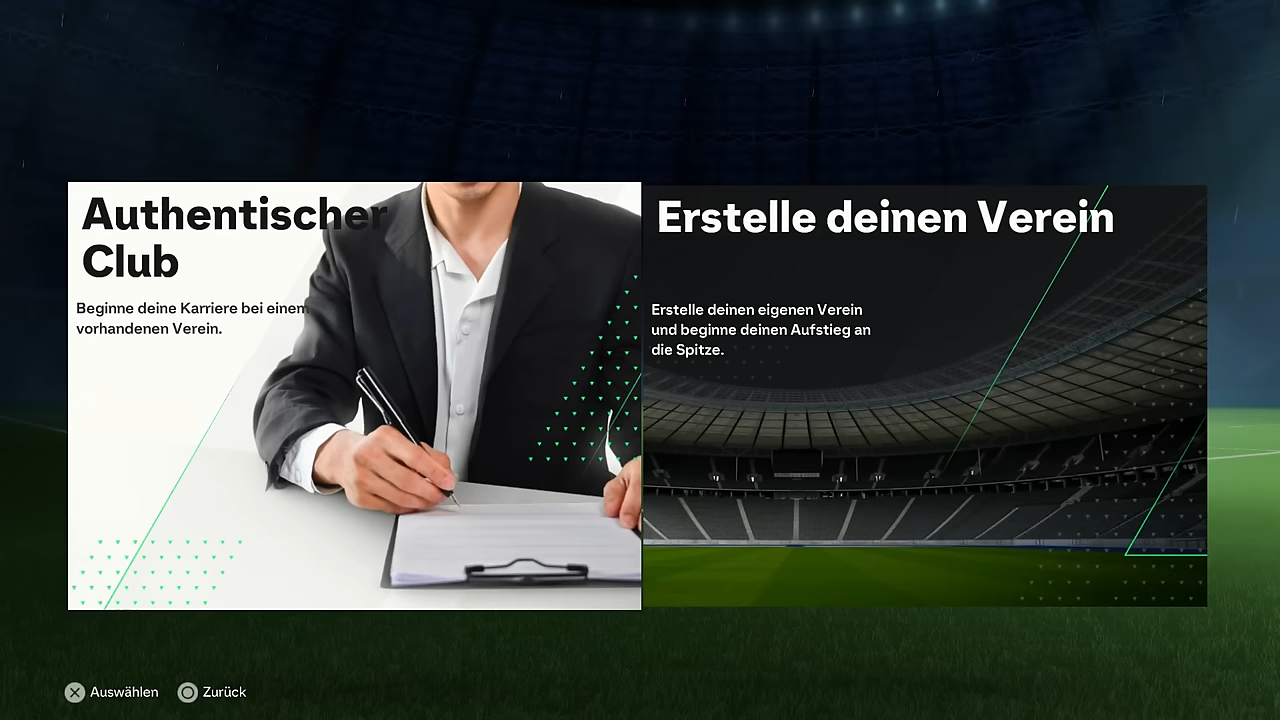 Authentischer
Club
Beginne deine Karriere bei einem
vorhandenen Verein.
Erstelle deinen Verein
Erstelle deinen eigenen Verein
und beginne deinen Aufstieg an
die Spitze.
Auswählen
Zurück